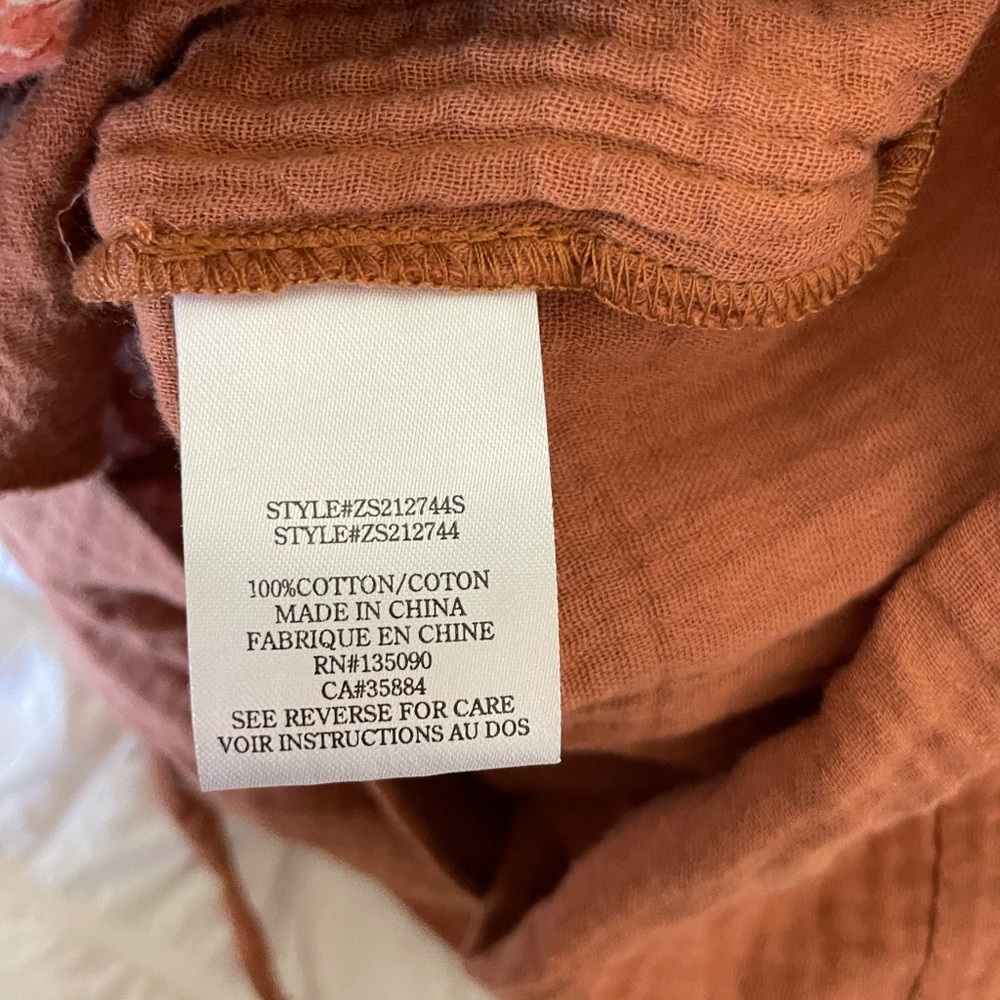 STYLE#ZS212744S
STYLE#ZS212744
100%COTTON/COTON
MADE IN CHINA
FABRIQUE EN CHINE
RN#135090
CA#35884
SEE REVERSE FOR CARE
VOIR INSTRUCTIONS AU DOS